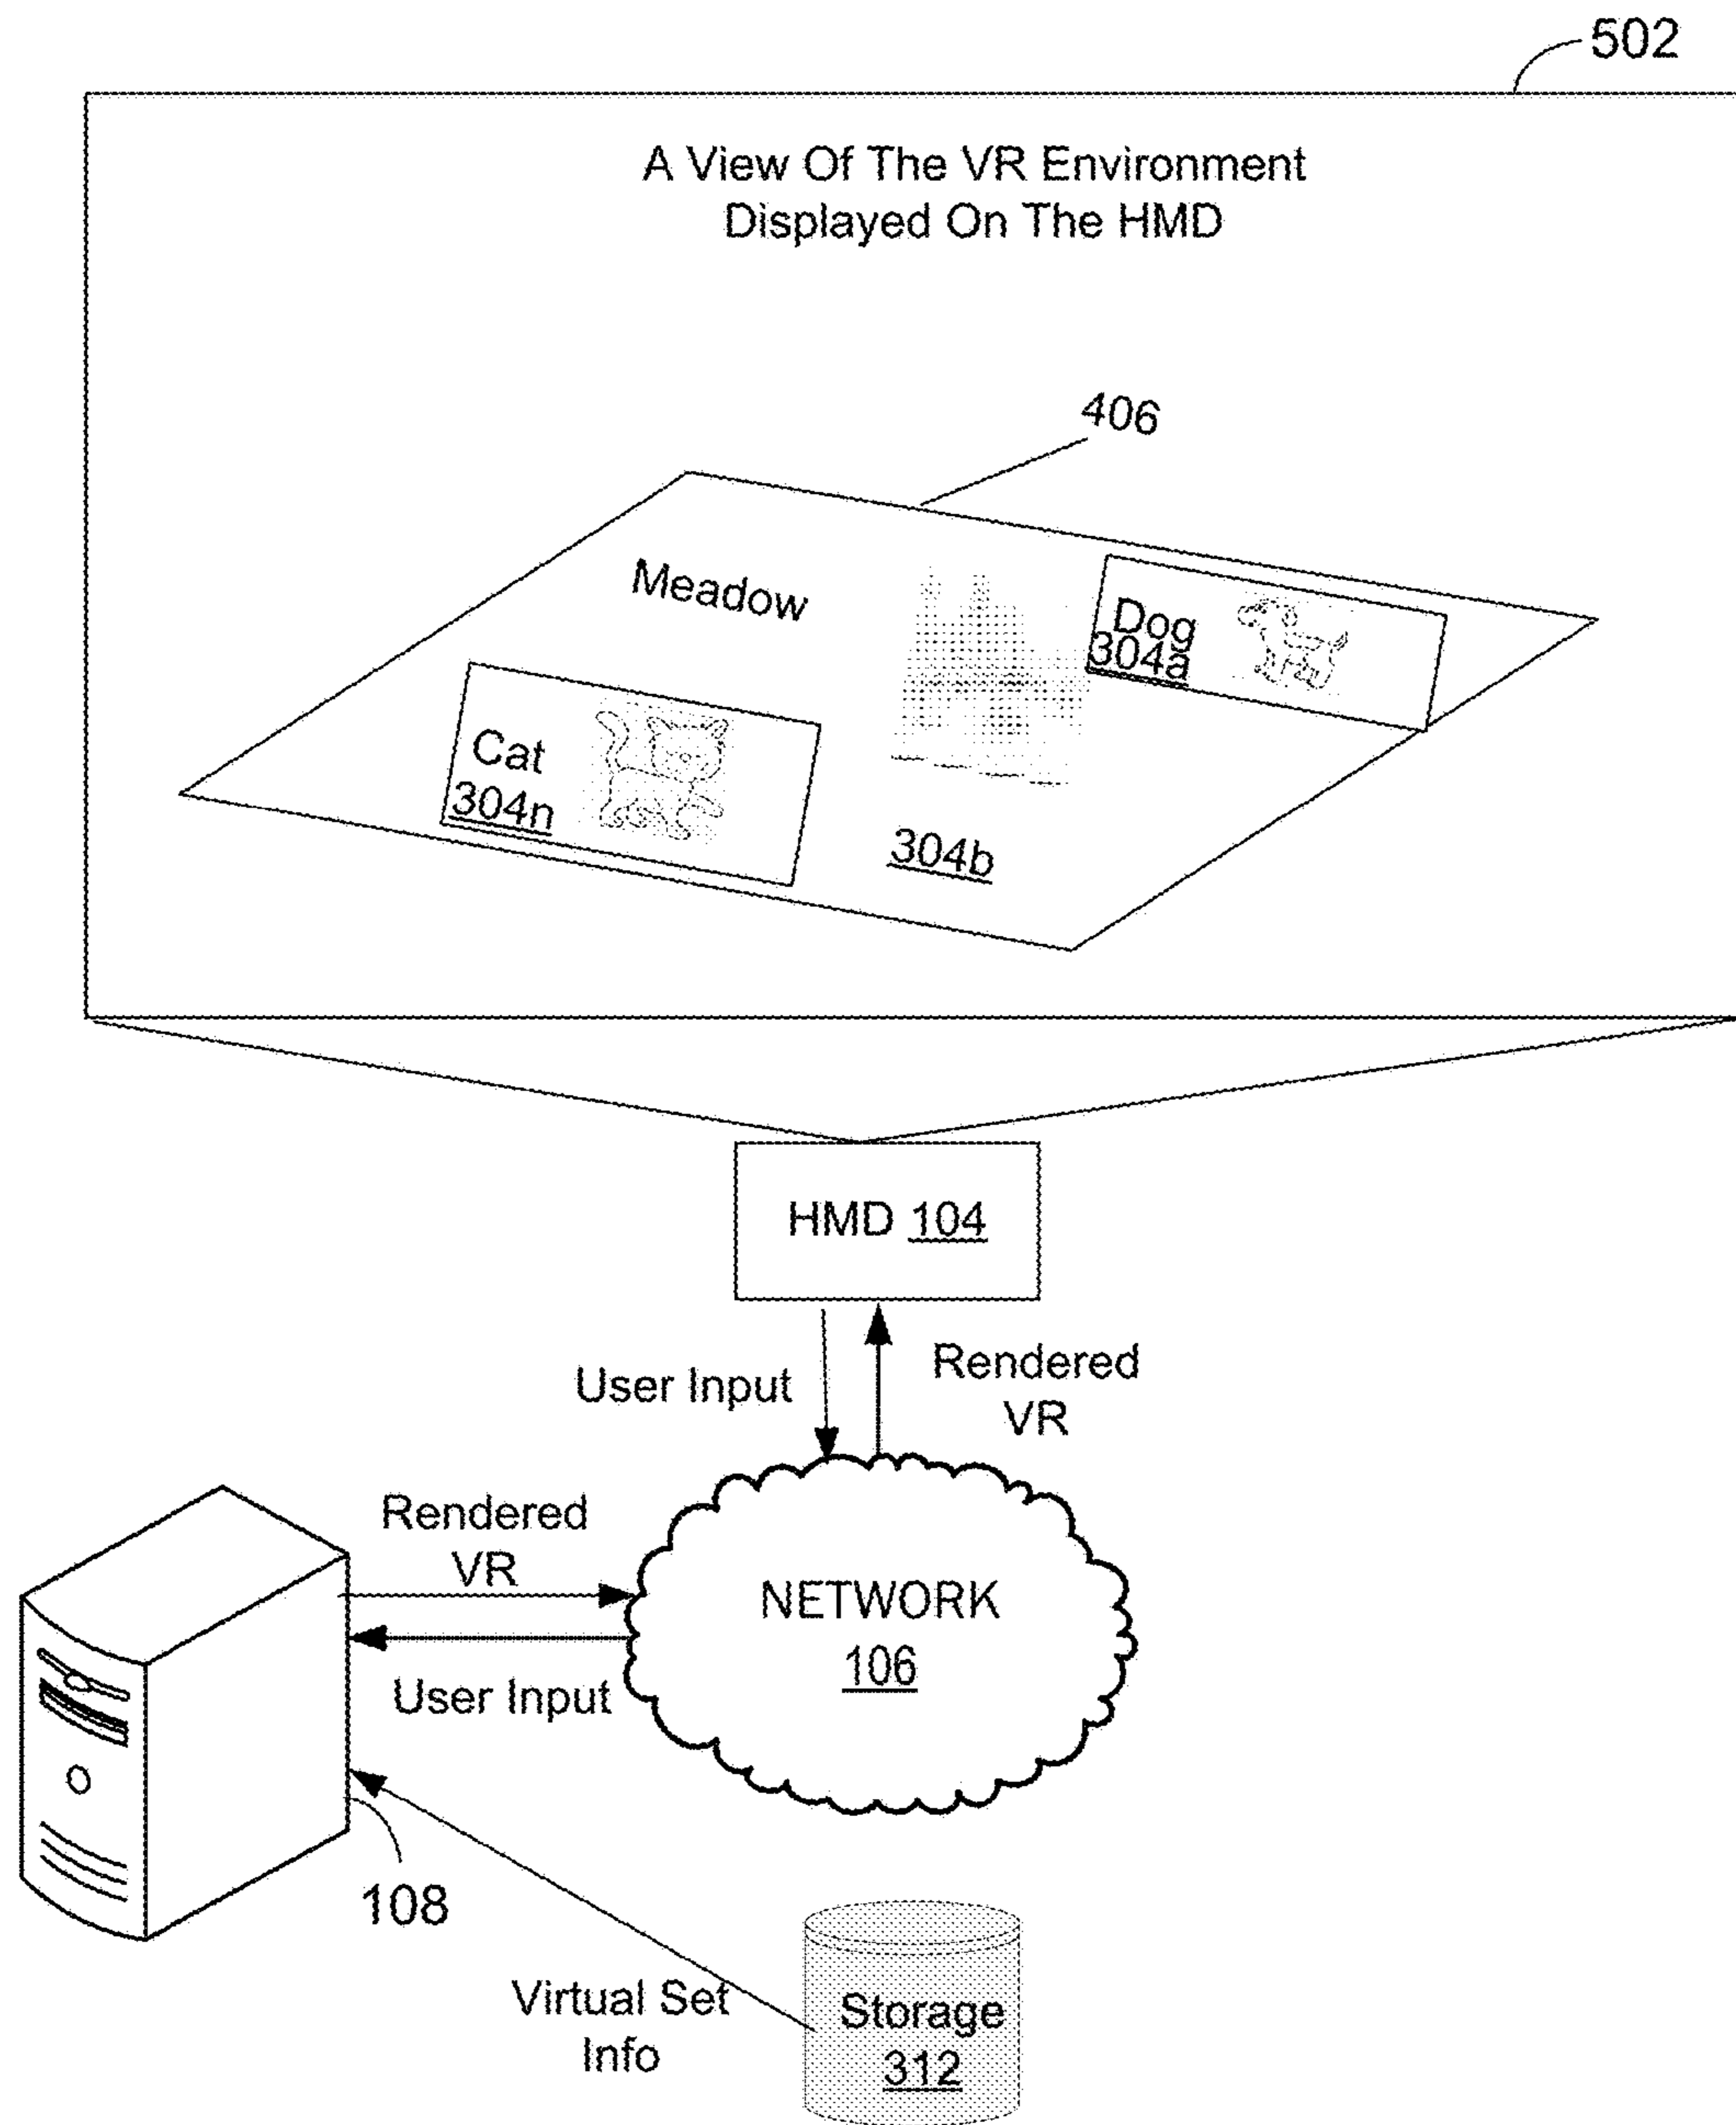 502
A View Of The VR Environment
Displayed On The HMD
406
Meadow
Dog
304a
Cat
304n
304b
HMD 104
User Input
Rendered
VR
Rendered
VR
NETWORK
106
User Input
108
Virtual Set
Info
Storage
312